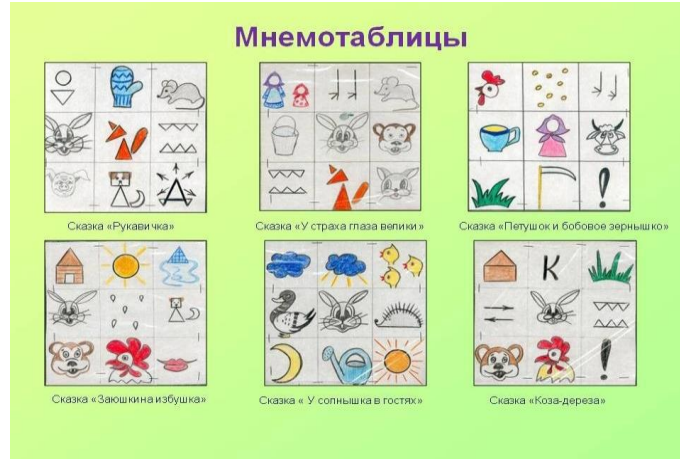 Мнемотаблицы
Сказка «Рукавичка»
Сказка «У страха глаза велики»
Сказка «Петушок и бобовое зернышко»
А
К
Сказка «Заюшкина избушка»
Сказка « У солнышка в гостях»
Сказка «Коза-дереза»